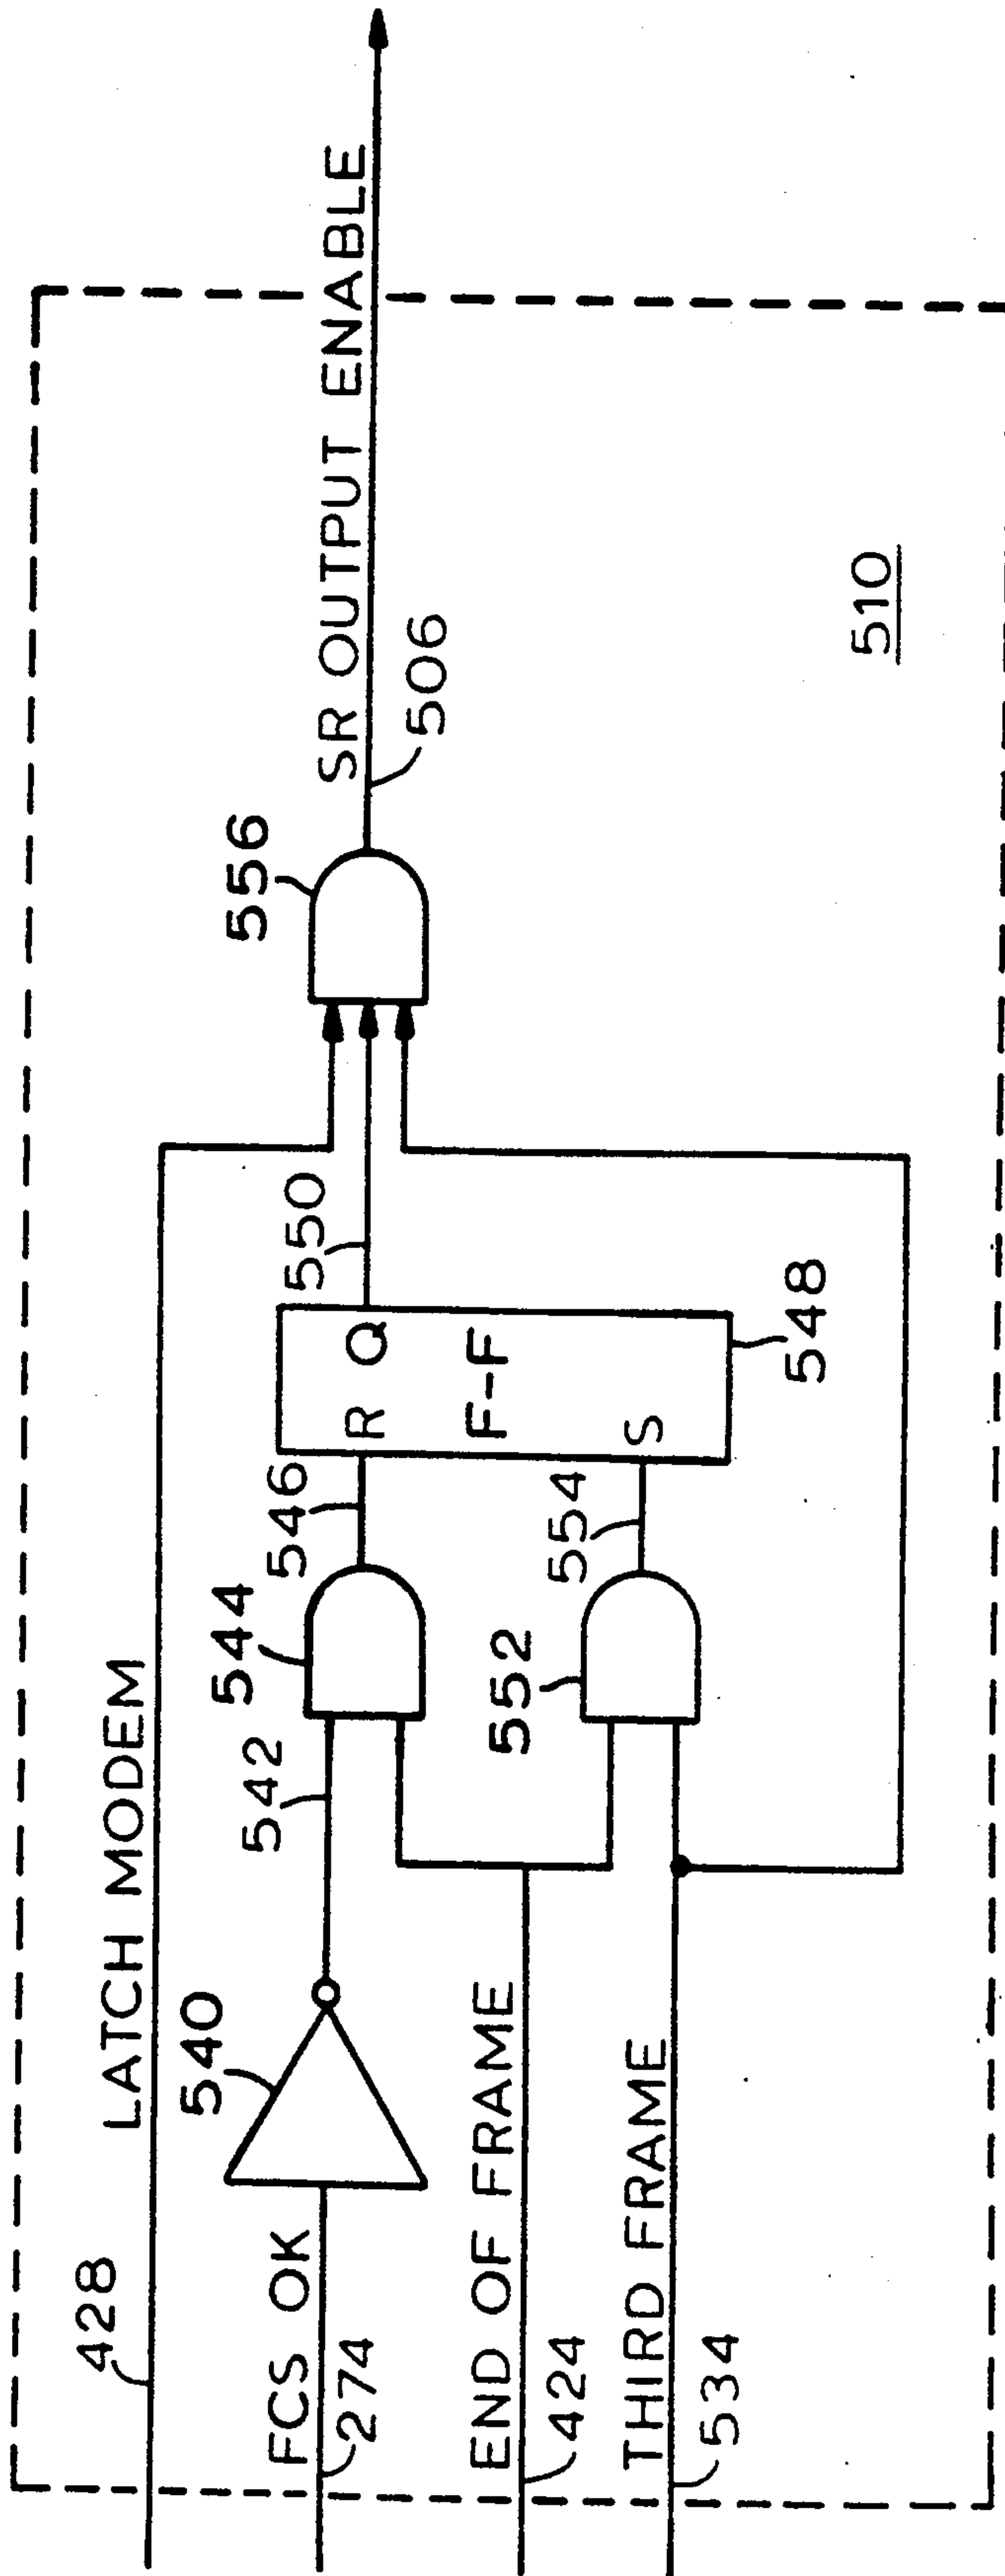 LATCH MODEM
428
FCS OK
274
540
542
544
546
R
Q
F-F
S
548
550
556
SR OUTPUT ENABLE
506
END OF FRAME
424
552
554
THIRD FRAME
534
510